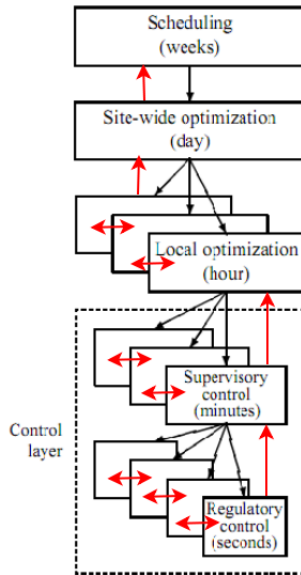 Scheduling
(weeks)
Site-wide optimization
(day)
Local optimization
(hour)
Supervisory
control
(minutes)
Control
layer
Regulatory
control
(seconds)